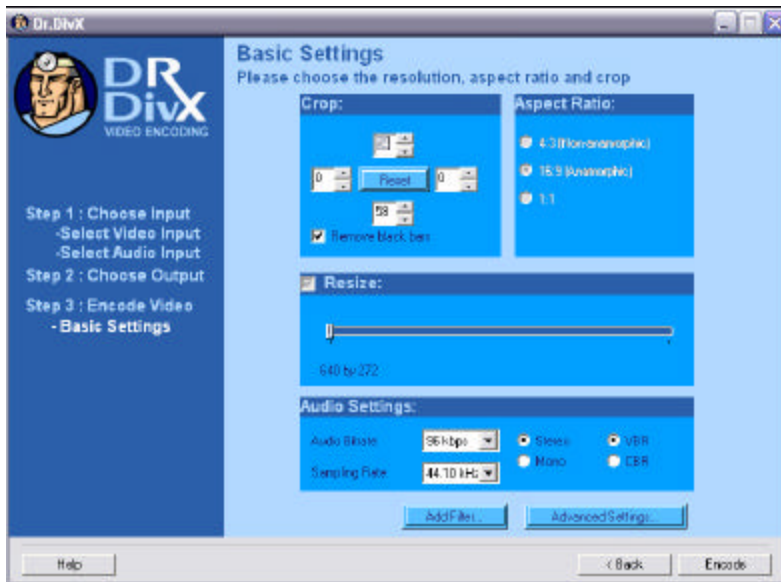 Dr.DivX
DR
DivX
VIDEO ENCODING
Step 1 : Choose Input
-Select Video Input
-Select Audio Input
Step 2 : Choose Output
Step 3 : Encode Video
- Basic Settings
Basic Settings
Please choose the resolution, aspect ratio and crop
Crop:
0
Reset
0
58
Remove black bars
Aspect Ratio:
4:3 (Non-anamorphic)
16:9 (Anamorphic)
1:1
Resize:
640 by 272
Audio Settings:
Audio Bitrate
96 kbps
Stereo
VBR
Mono
CBR
Sampling Rate
44.10 kHz
Add Filter...
Advanced Settings...
Help
< Back
Encode